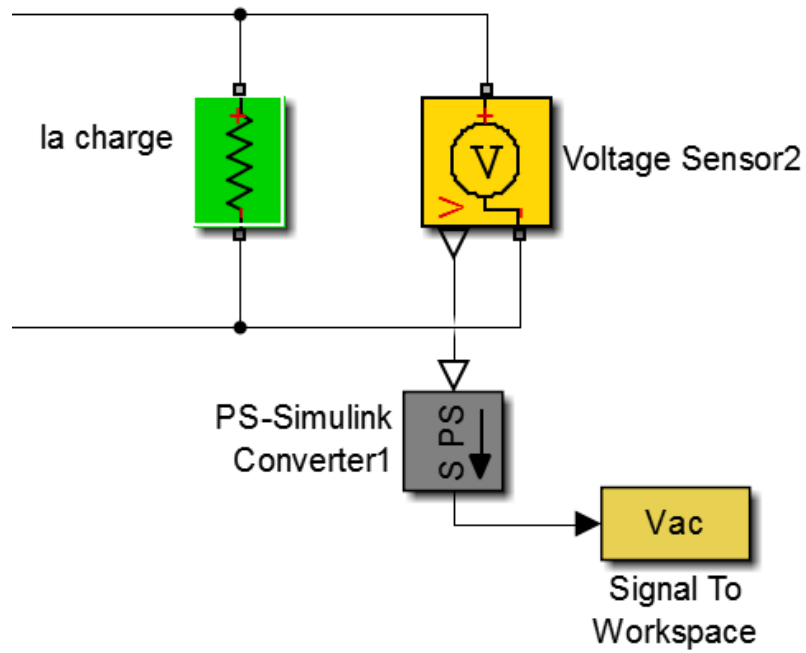 la charge
+
-
+
V
V
-
Voltage Sensor2
PS-Simulink
Converter1
S PS
Vac
Signal To
Workspace